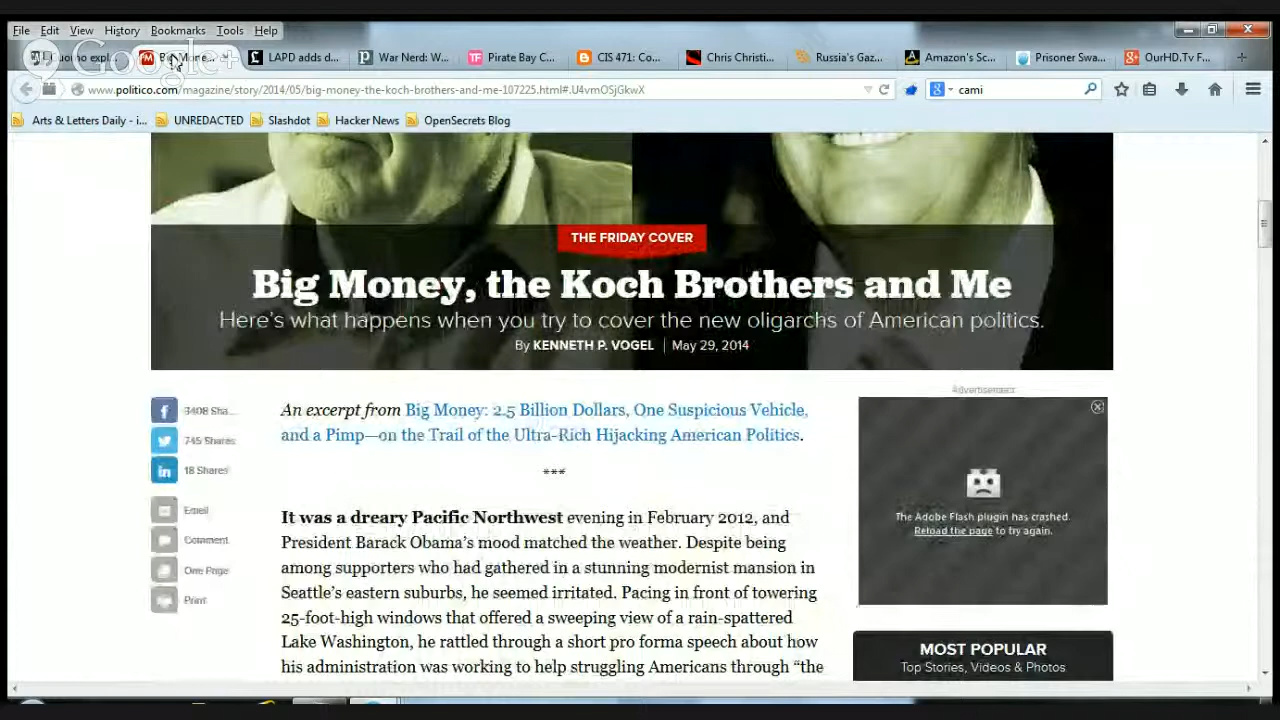 File Edit View History Bookmarks Tools Help
Google+
Cuomo expl... Big Mone... LAPD adds d... War Nerd: W... Pirate Bay C... CIS 471: Co... Chris Christi... Russia's Gaz... Amazon's Sc... Prisoner Swa... OurHD.Tv F...
www.politico.com/magazine/story/2014/05/big-money-the-koch-brothers-and-me-107225.html#.U4vmOSjGkwX
cami
Arts & Letters Daily - i... UNREDACTED Slashdot Hacker News OpenSecrets Blog
THE FRIDAY COVER
Big Money, the Koch Brothers and Me
Here's what happens when you try to cover the new oligarchs of American politics.
By KENNETH P. VOGEL | May 29, 2014
3408 Sha...
745 Shares
18 Shares
Email
Comment
One Page
Print
An excerpt from Big Money: 2.5 Billion Dollars, One Suspicious Vehicle,
and a Pimp—on the Trail of the Ultra-Rich Hijacking American Politics.
***
It was a dreary Pacific Northwest evening in February 2012, and
President Barack Obama's mood matched the weather. Despite being
among supporters who had gathered in a stunning modernist mansion in
Seattle's eastern suburbs, he seemed irritated. Pacing in front of towering
25-foot-high windows that offered a sweeping view of a rain-spattered
Lake Washington, he rattled through a short pro forma speech about how
his administration was working to help struggling Americans through "the
Advertisement
The Adobe Flash plugin has crashed.
Reload the page to try again.
MOST POPULAR
Top Stories, Videos & Photos